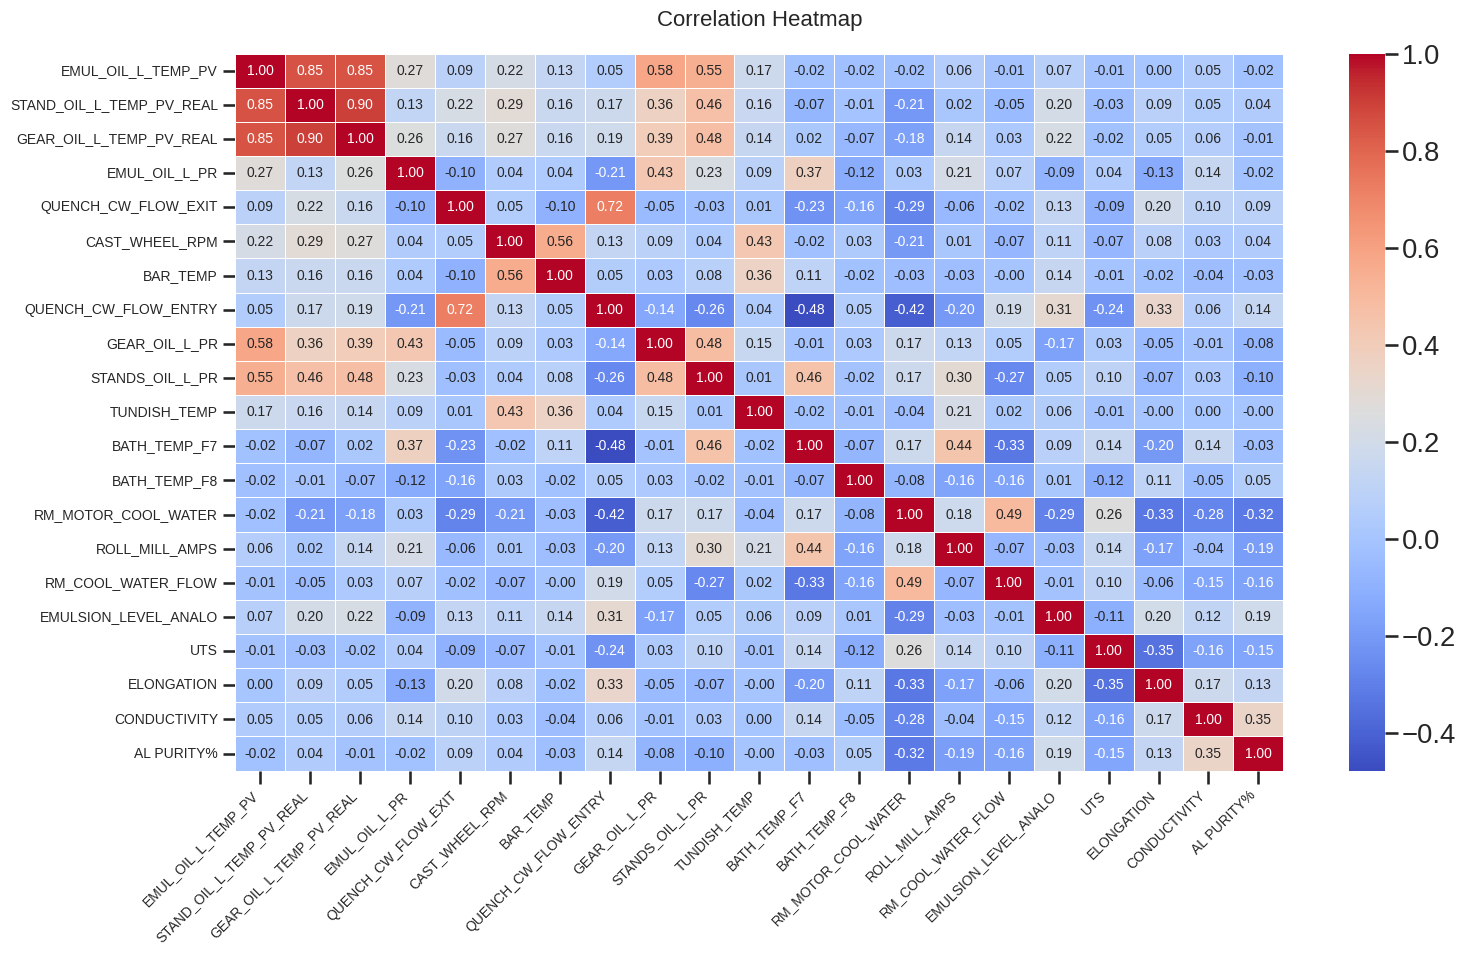 Correlation Heatmap
EMUL_OIL_L_TEMP_PV 1.00 0.85 0.85 0.27 0.09 0.22 0.13 0.05 0.58 0.55 0.17 -0.02 -0.02 -0.02 0.06 -0.01 0.07 -0.01 0.00 0.05 -0.02
STAND_OIL_L_TEMP_PV_REAL 0.85 1.00 0.90 0.13 0.22 0.29 0.16 0.17 0.36 0.46 0.16 -0.07 -0.01 -0.21 0.02 -0.05 0.20 -0.03 0.09 0.05 0.04
GEAR_OIL_L_TEMP_PV_REAL 0.85 0.90 1.00 0.26 0.16 0.27 0.16 0.19 0.39 0.48 0.14 0.02 -0.07 -0.18 0.14 0.03 0.22 -0.02 0.05 0.06 -0.01
EMUL_OIL_L_PR 0.27 0.13 0.26 1.00 -0.10 0.04 0.04 -0.21 0.43 0.23 0.09 0.37 -0.12 0.03 0.21 0.07 -0.09 0.04 -0.13 0.14 -0.02
QUENCH_CW_FLOW_EXIT 0.09 0.22 0.16 -0.10 1.00 0.05 -0.10 0.72 -0.05 -0.03 0.01 -0.23 -0.16 -0.29 -0.06 -0.02 0.13 -0.09 0.20 0.10 0.09
CAST_WHEEL_RPM 0.22 0.29 0.27 0.04 0.05 1.00 0.56 0.13 0.09 0.04 0.43 -0.02 0.03 -0.21 0.01 -0.07 0.11 -0.07 0.08 0.03 0.04
BAR_TEMP 0.13 0.16 0.16 0.04 -0.10 0.56 1.00 0.05 0.03 0.08 0.36 0.11 -0.02 -0.03 -0.03 -0.00 0.14 -0.01 -0.02 -0.04 -0.03
QUENCH_CW_FLOW_ENTRY 0.05 0.17 0.19 -0.21 0.72 0.13 0.05 1.00 -0.14 -0.26 0.04 -0.48 0.05 -0.42 -0.20 0.19 0.31 -0.24 0.33 0.06 0.14
GEAR_OIL_L_PR 0.58 0.36 0.39 0.43 -0.05 0.09 0.03 -0.14 1.00 0.48 0.15 -0.01 0.03 0.17 0.13 0.05 -0.17 0.03 -0.05 -0.01 -0.08
STANDS_OIL_L_PR 0.55 0.46 0.48 0.23 -0.03 0.04 0.08 -0.26 0.48 1.00 0.01 0.46 -0.02 0.17 0.30 -0.27 0.05 0.10 -0.07 0.03 -0.10
TUNDISH_TEMP 0.17 0.16 0.14 0.09 0.01 0.43 0.36 0.04 0.15 0.01 1.00 -0.02 -0.01 -0.04 0.21 0.02 0.06 -0.01 -0.00 0.00 -0.00
BATH_TEMP_F7 -0.02 -0.07 0.02 0.37 -0.23 -0.02 0.11 -0.48 -0.01 0.46 -0.02 1.00 -0.07 0.17 0.44 -0.33 0.09 0.14 -0.20 0.14 -0.03
BATH_TEMP_F8 -0.02 -0.01 -0.07 -0.12 -0.16 0.03 -0.02 0.05 0.03 -0.02 -0.01 -0.07 1.00 -0.08 -0.16 -0.16 0.01 -0.12 0.11 -0.05 0.05
RM_MOTOR_COOL_WATER -0.02 -0.21 -0.18 0.03 -0.29 -0.21 -0.03 -0.42 0.17 0.17 -0.04 0.17 -0.08 1.00 0.18 0.49 -0.29 0.26 -0.33 -0.28 -0.32
ROLL_MILL_AMPS 0.06 0.02 0.14 0.21 -0.06 0.01 -0.03 -0.20 0.13 0.30 0.21 0.44 -0.16 0.18 1.00 -0.07 -0.03 0.14 -0.17 -0.04 -0.19
RM_COOL_WATER_FLOW -0.01 -0.05 0.03 0.07 -0.02 -0.07 -0.00 0.19 0.05 -0.27 0.02 -0.33 -0.16 0.49 -0.07 1.00 -0.01 0.10 -0.06 -0.15 -0.16
EMULSION_LEVEL_ANALO 0.07 0.20 0.22 -0.09 0.13 0.11 0.14 0.31 -0.17 0.05 0.06 0.09 0.01 -0.29 -0.03 -0.01 1.00 -0.11 0.20 0.12 0.19
UTS -0.01 -0.03 -0.02 0.04 -0.09 -0.07 -0.01 -0.24 0.03 0.10 -0.01 0.14 -0.12 0.26 0.14 0.10 -0.11 1.00 -0.35 -0.16 -0.15
ELONGATION 0.00 0.09 0.05 -0.13 0.20 0.08 -0.02 0.33 -0.05 -0.07 -0.00 -0.20 0.11 -0.33 -0.17 -0.06 0.20 -0.35 1.00 0.17 0.13
CONDUCTIVITY 0.05 0.05 0.06 0.14 0.10 0.03 -0.04 0.06 -0.01 0.03 0.00 0.14 -0.05 -0.28 -0.04 -0.15 0.12 -0.16 0.17 1.00 0.35
AL PURITY% -0.02 0.04 -0.01 -0.02 0.09 0.04 -0.03 0.14 -0.08 -0.10 -0.00 -0.03 0.05 -0.32 -0.19 -0.16 0.19 -0.15 0.13 0.35 1.00
EMUL_OIL_L_TEMP_PV
STAND_OIL_L_TEMP_PV_REAL
GEAR_OIL_L_TEMP_PV_REAL
EMUL_OIL_L_PR
QUENCH_CW_FLOW_EXIT
CAST_WHEEL_RPM
BAR_TEMP
QUENCH_CW_FLOW_ENTRY
GEAR_OIL_L_PR
STANDS_OIL_L_PR
TUNDISH_TEMP
BATH_TEMP_F7
BATH_TEMP_F8
RM_MOTOR_COOL_WATER
ROLL_MILL_AMPS
RM_COOL_WATER_FLOW
EMULSION_LEVEL_ANALO
UTS
ELONGATION
CONDUCTIVITY
AL PURITY%
1.0
0.8
0.6
0.4
0.2
0.0
−0.2
−0.4